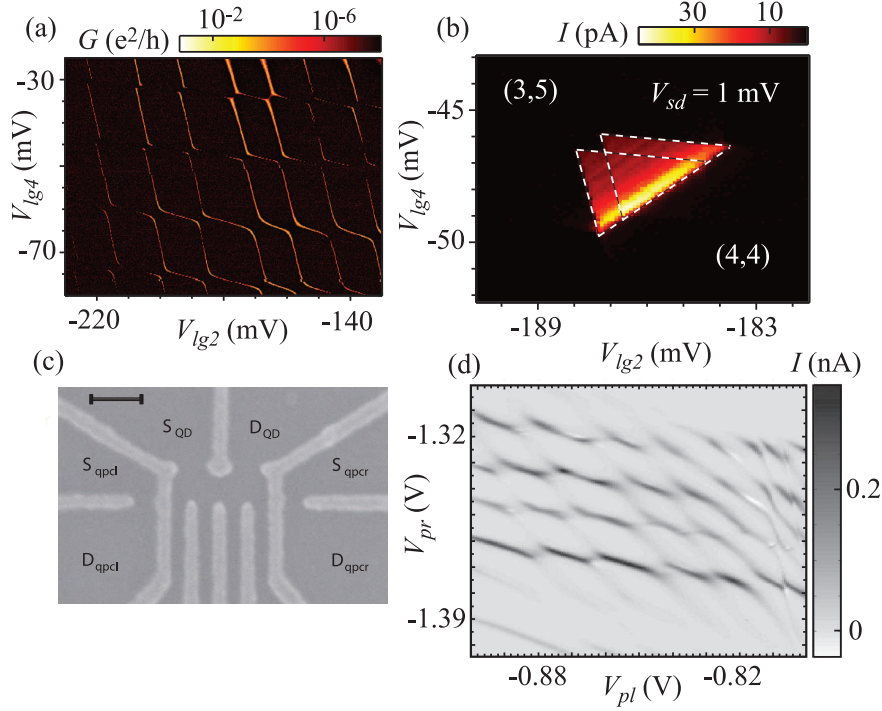 (a)
G (e²/h)
10⁻²
10⁻⁶
-30
-70
V_lg4 (mV)
-220
-140
V_lg2 (mV)
(b)
I (pA)
30
10
(3,5)
V_sd = 1 mV
(4,4)
-45
-50
V_lg4 (mV)
-189
-183
V_lg2 (mV)
(c)
S_QD
D_QD
S_qpcl
S_qpcr
D_qpcl
D_qpcr
(d)
I (nA)
0.2
0
-1.32
-1.39
V_pr (V)
-0.88
-0.82
V_pl (V)